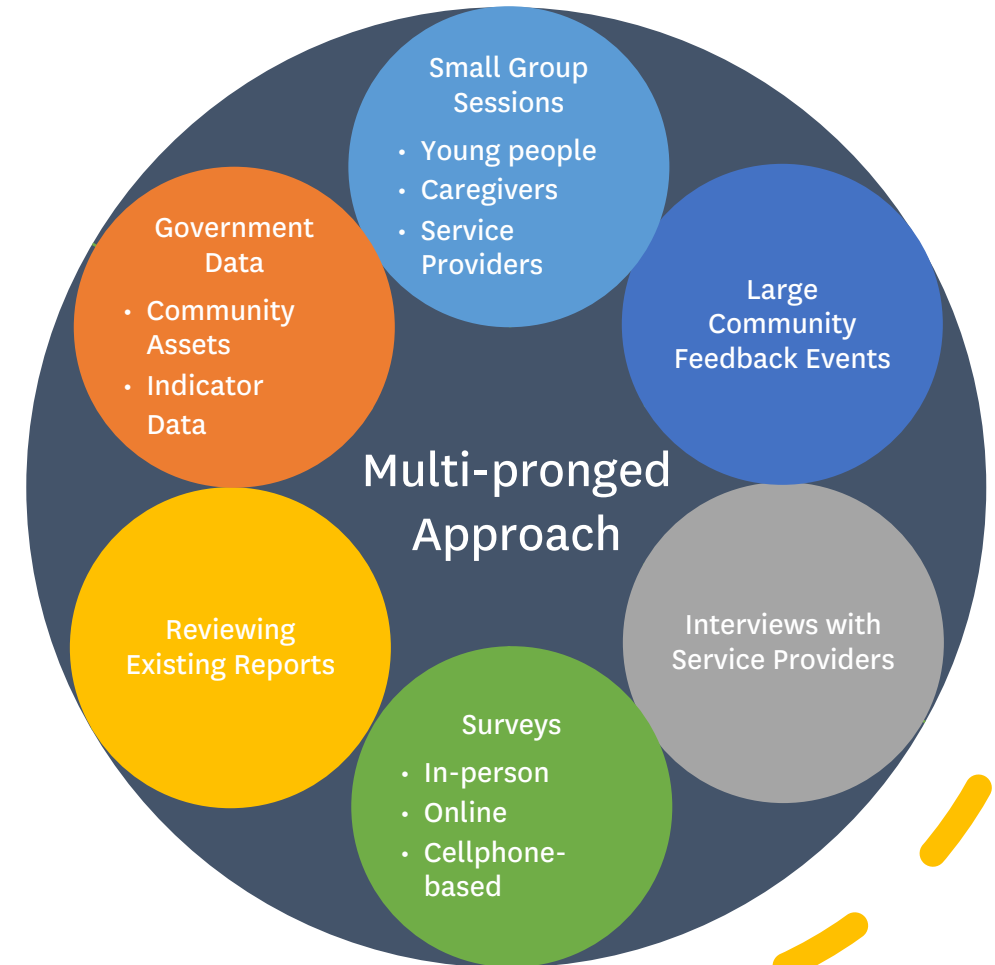 Small Group
Sessions
• Young people
• Caregivers
• Service
Providers
Government
Data
• Community
Assets
• Indicator
Data
Large
Community
Feedback Events
Multi-pronged
Approach
Reviewing
Existing Reports
Interviews with
Service Providers
Surveys
• In-person
• Online
• Cellphone-
based